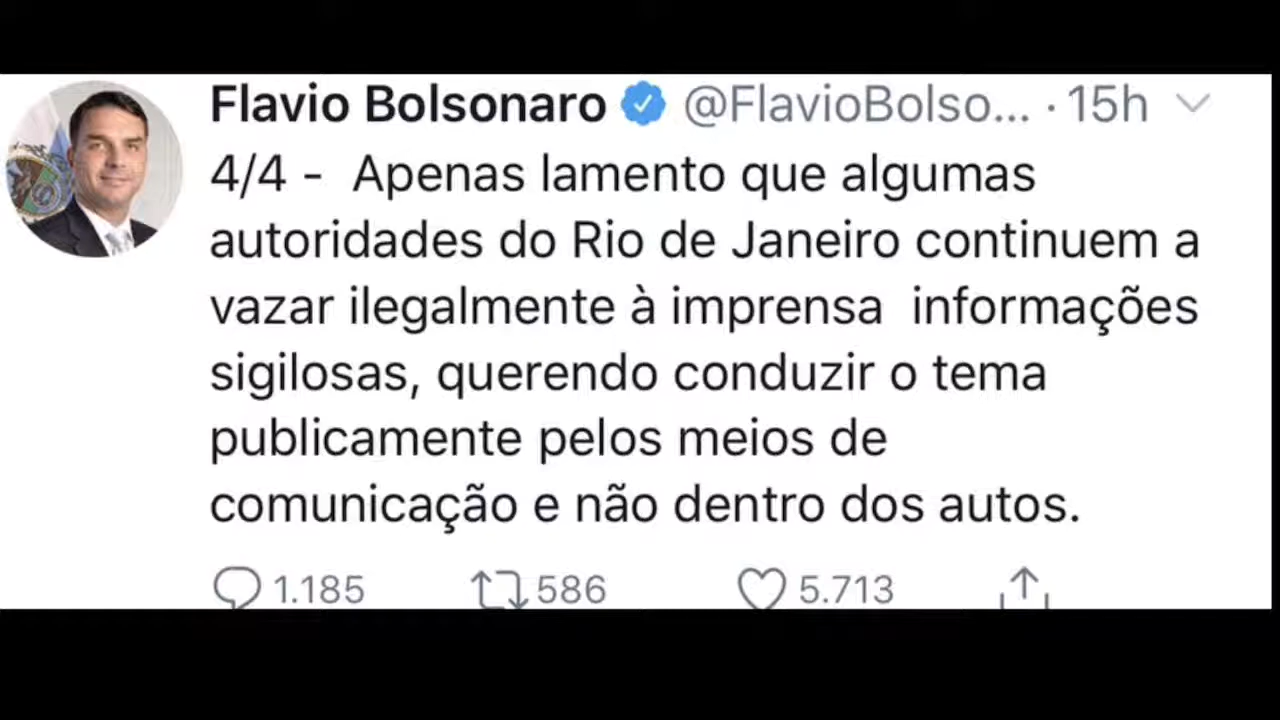 Flavio Bolsonaro @FlavioBolso... · 15h
4/4 - Apenas lamento que algumas
autoridades do Rio de Janeiro continuem a
vazar ilegalmente à imprensa informações
sigilosas, querendo conduzir o tema
publicamente pelos meios de
comunicação e não dentro dos autos.
1.185 586 5.713